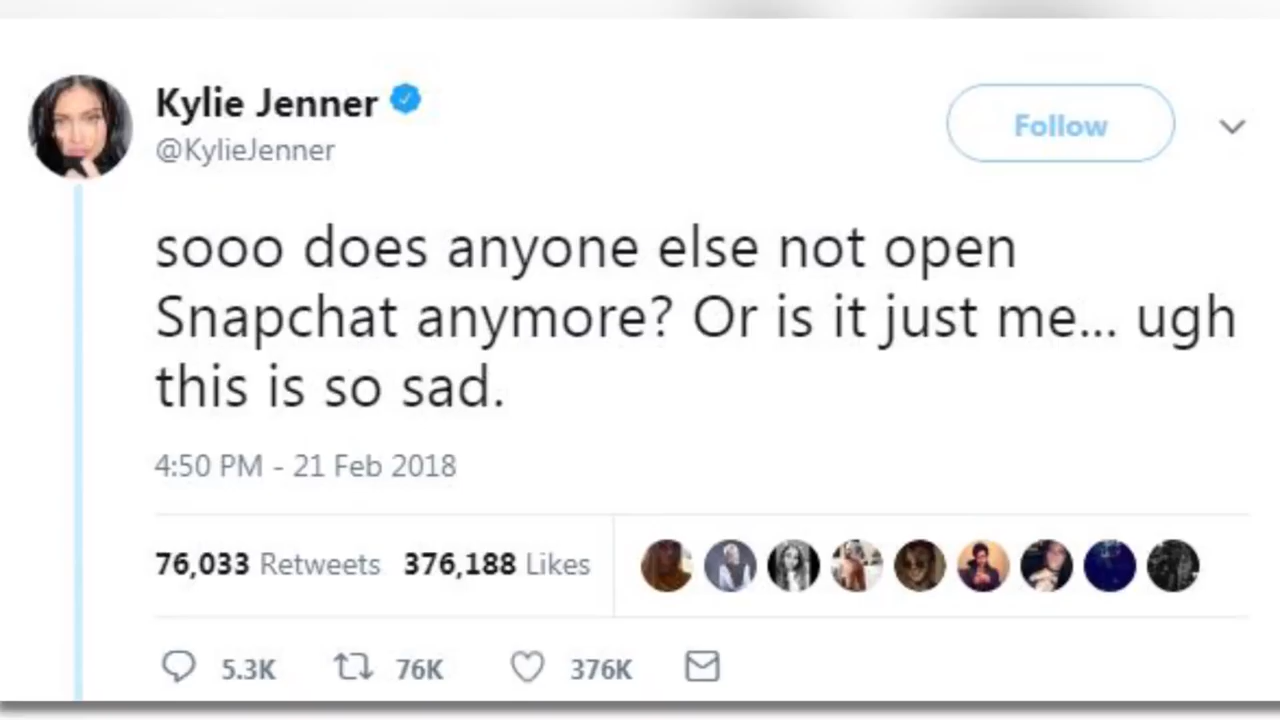 Kylie Jenner
@KylieJenner
Follow
sooo does anyone else not open
Snapchat anymore? Or is it just me... ugh
this is so sad.
4:50 PM - 21 Feb 2018
76,033 Retweets 376,188 Likes
5.3K 76K 376K